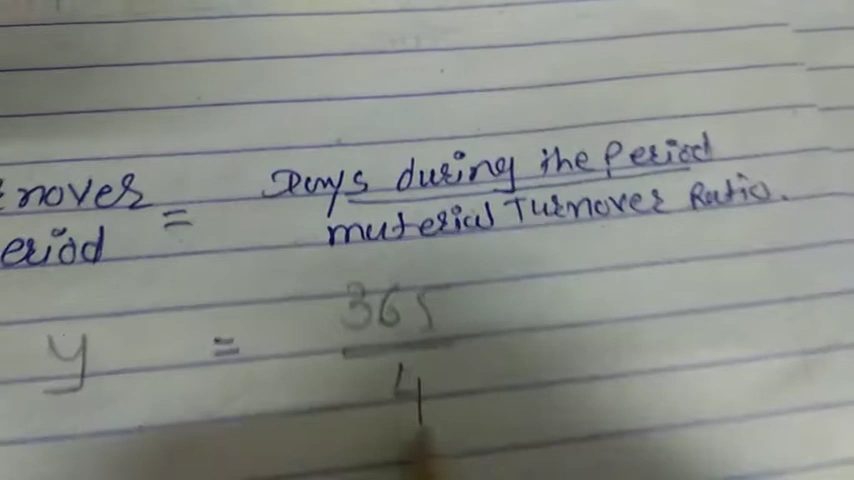 nover = Days during the Period
eriod material Turnover Ratio.
y = 365
4